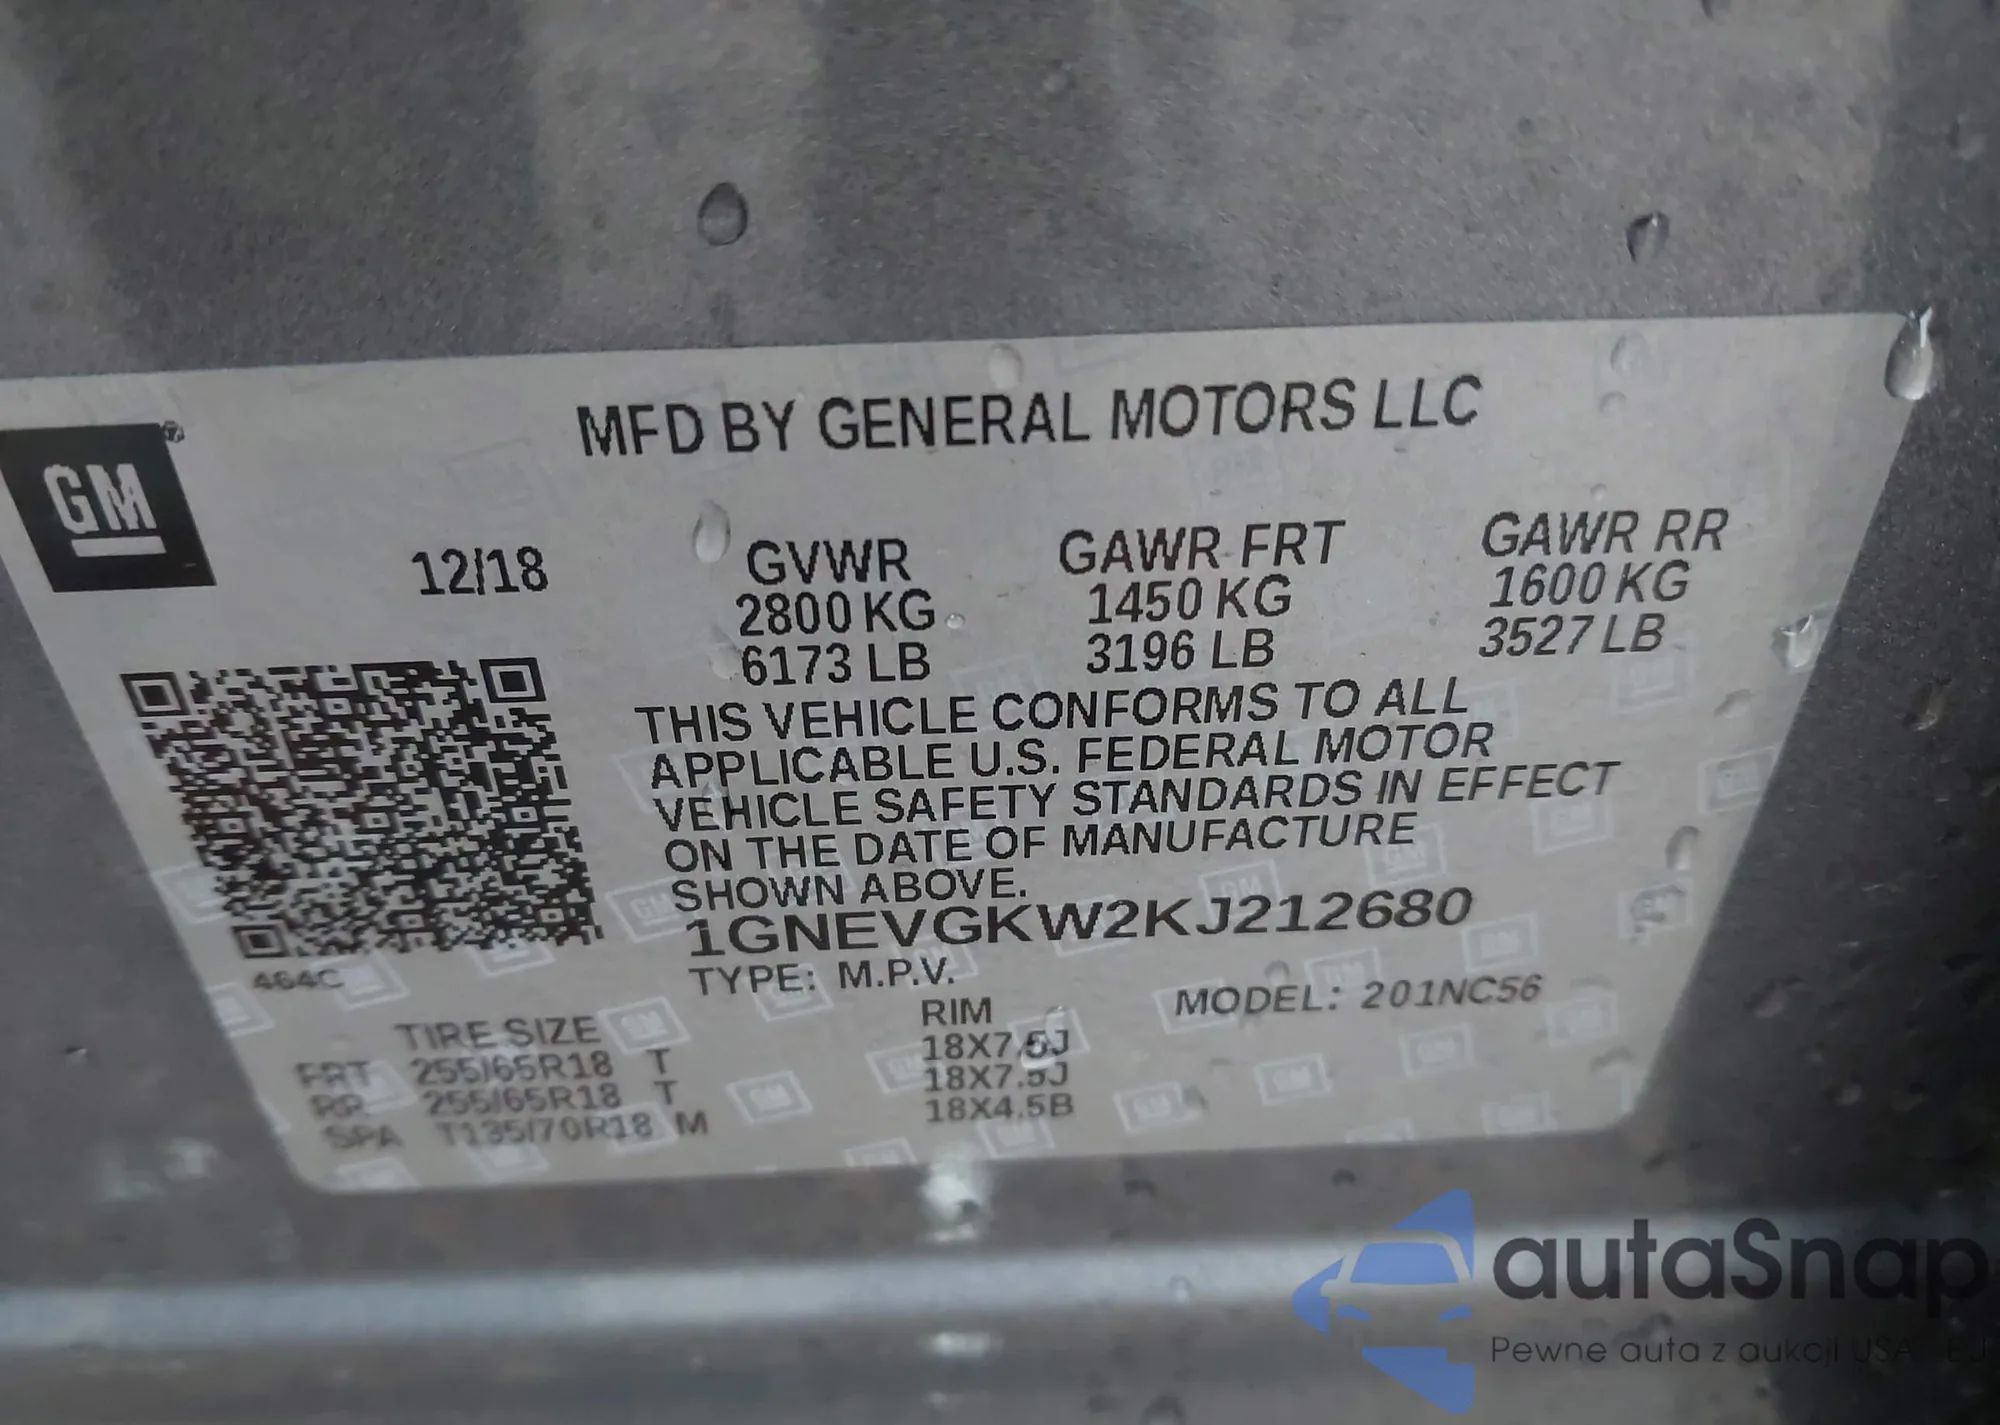 MFD BY GENERAL MOTORS LLC
GM
12/18
GVWR GAWR FRT GAWR RR
2800 KG 1450 KG 1600 KG
6173 LB 3196 LB 3527 LB
THIS VEHICLE CONFORMS TO ALL
APPLICABLE U.S. FEDERAL MOTOR
VEHICLE SAFETY STANDARDS IN EFFECT
ON THE DATE OF MANUFACTURE
SHOWN ABOVE.
1GNEVGKW2KJ212680
464C
TYPE: M.P.V. MODEL: 201NC56
TIRE SIZE RIM
FRT 255/65R18 T 18X7.5J
RR 255/65R18 T 18X7.5J
SPA T135/70R18 M 18X4.5B
autaSnap
Pewne auta z aukcji USA